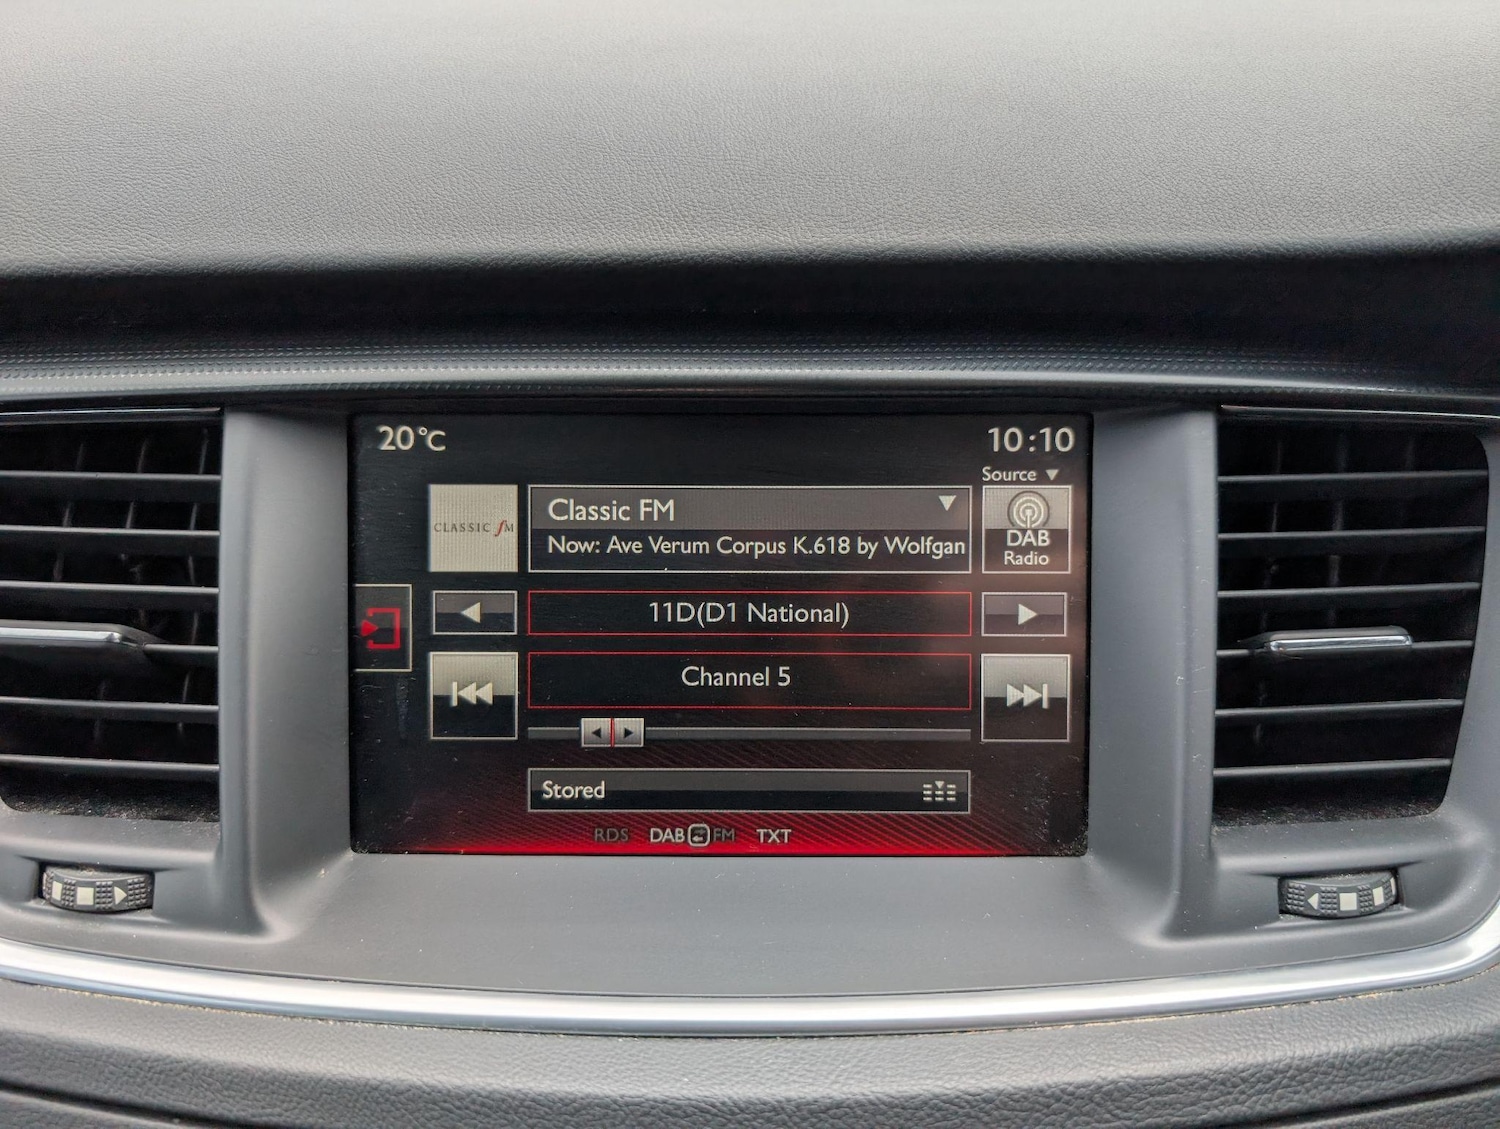 20°C
10:10
Source
CLASSIC fM
Classic FM
Now: Ave Verum Corpus K.618 by Wolfgan
DAB
Radio
11D(D1 National)
Channel 5
Stored
RDS DAB FM TXT